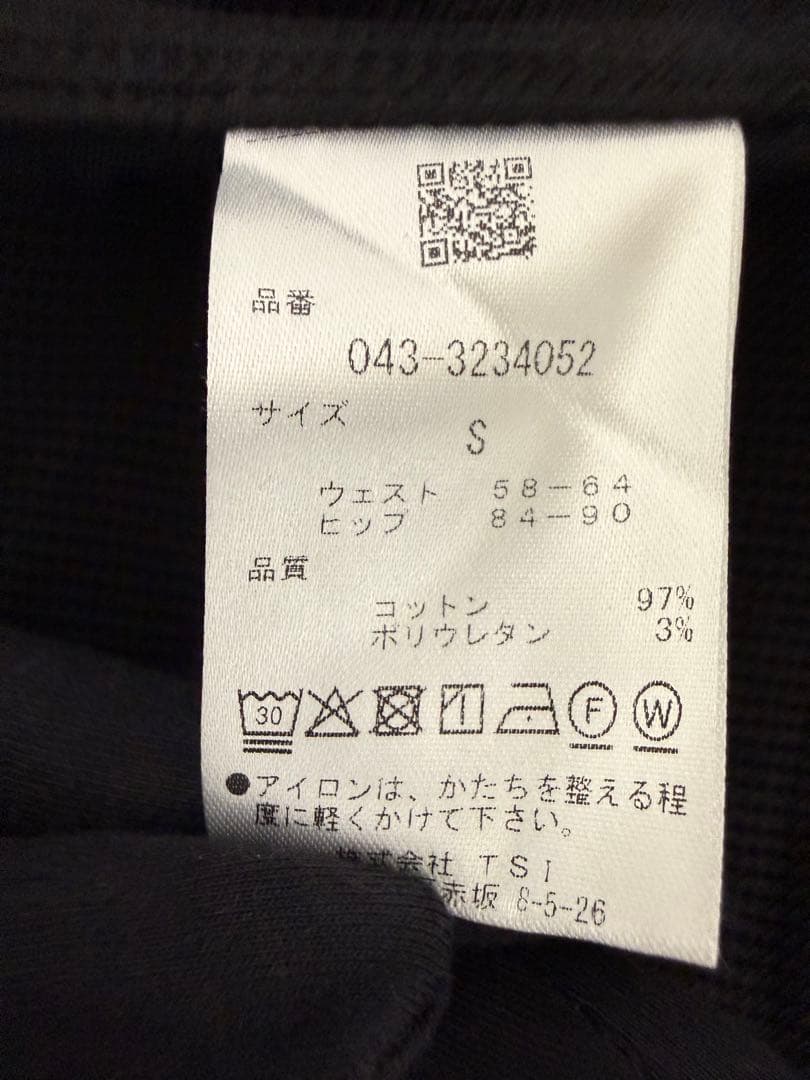 品番
043-3234052
サイズ
S
ウェスト 58-64
ヒップ 84-90
品質
コットン 97%
ポリウレタン 3%
30 F W
●アイロンは、かたちを整える程
度に軽くかけて下さい。
株式会社 TSI
赤坂 8-5-26